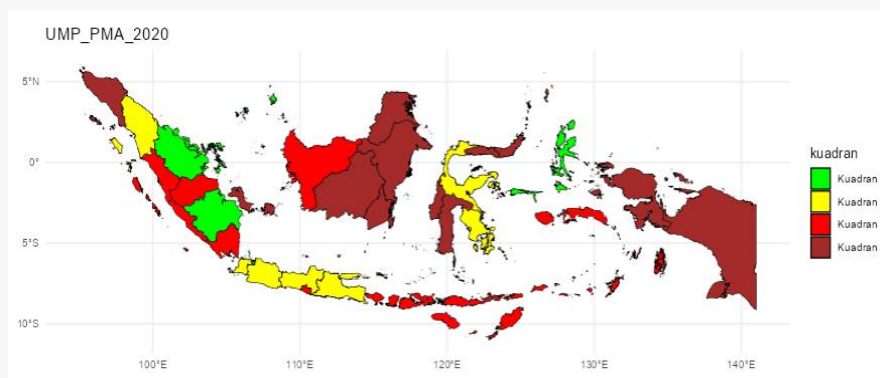 UMP_PMA_2020
5°N
0°
5°S
10°S
100°E
110°E
120°E
130°E
140°E
kuadran
Kuadran
Kuadran
Kuadran
Kuadran